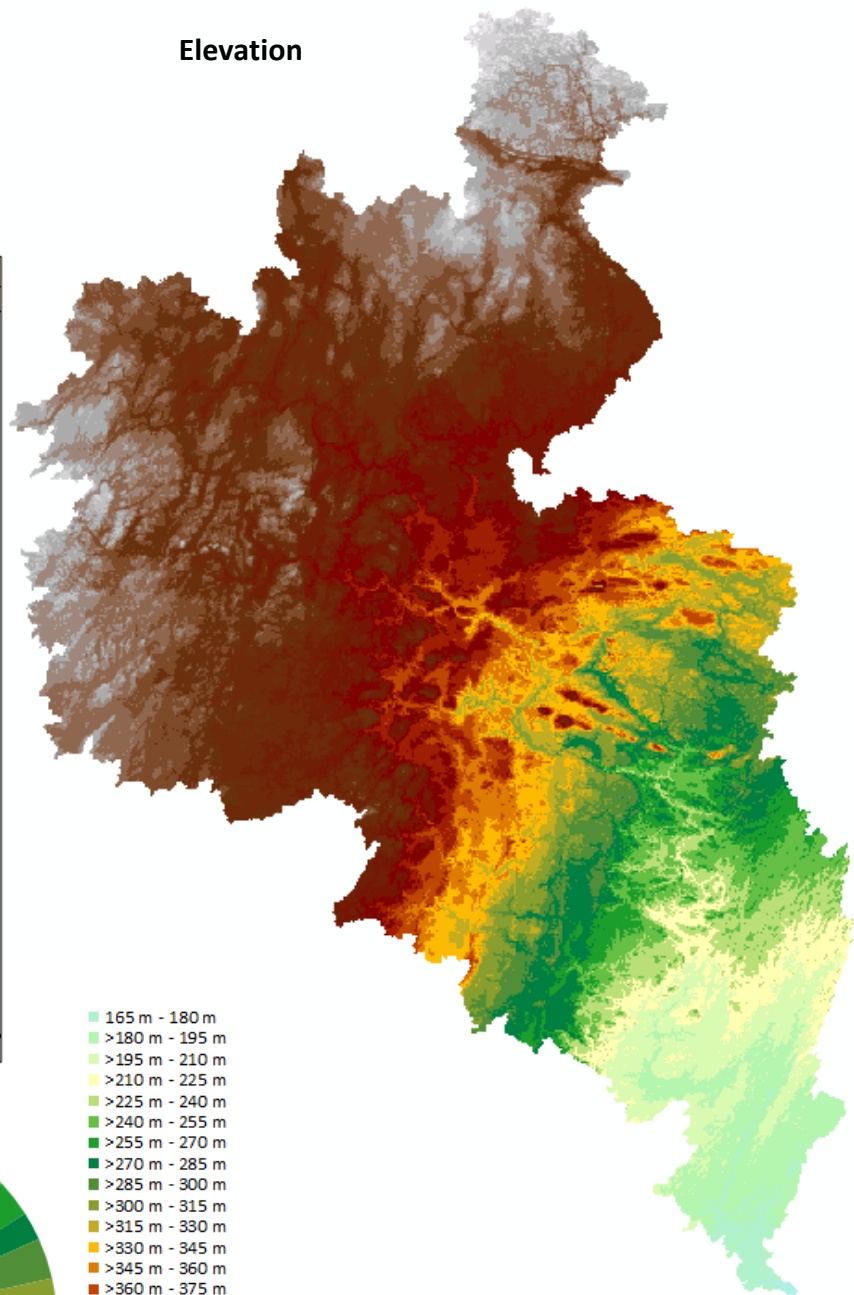 Elevation
165 m - 180 m
>180 m - 195 m
>195 m - 210 m
>210 m - 225 m
>225 m - 240 m
>240 m - 255 m
>255 m - 270 m
>270 m - 285 m
>285 m - 300 m
>300 m - 315 m
>315 m - 330 m
>330 m - 345 m
>345 m - 360 m
>360 m - 375 m